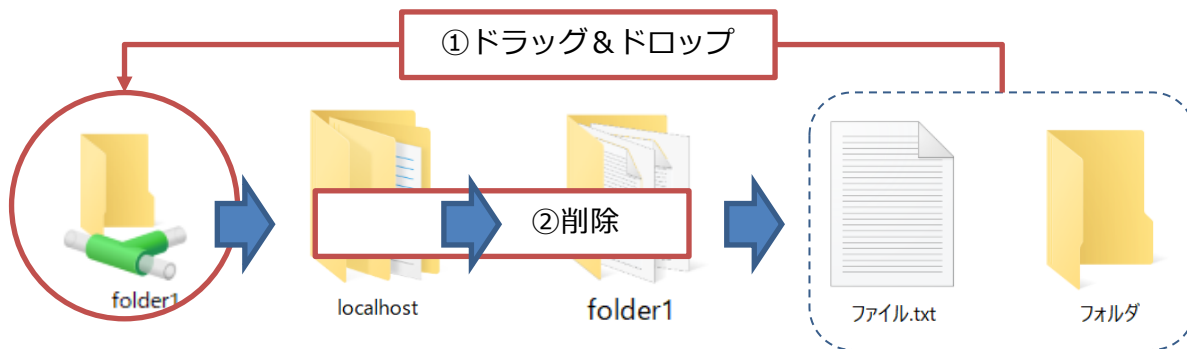 ①ドラッグ＆ドロップ
②削除
folder1
localhost
folder1
ファイル.txt
フォルダ